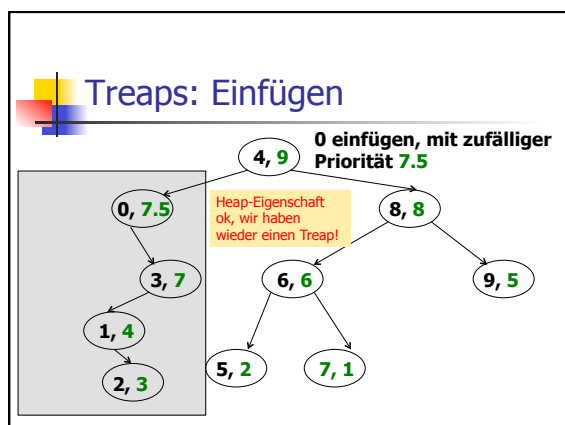 Treaps: Einfügen
0 einfügen, mit zufälliger
Priorität 7.5
4, 9
0, 7.5
Heap-Eigenschaft
ok, wir haben
wieder einen Treap!
8, 8
3, 7
6, 6
9, 5
1, 4
5, 2
7, 1
2, 3